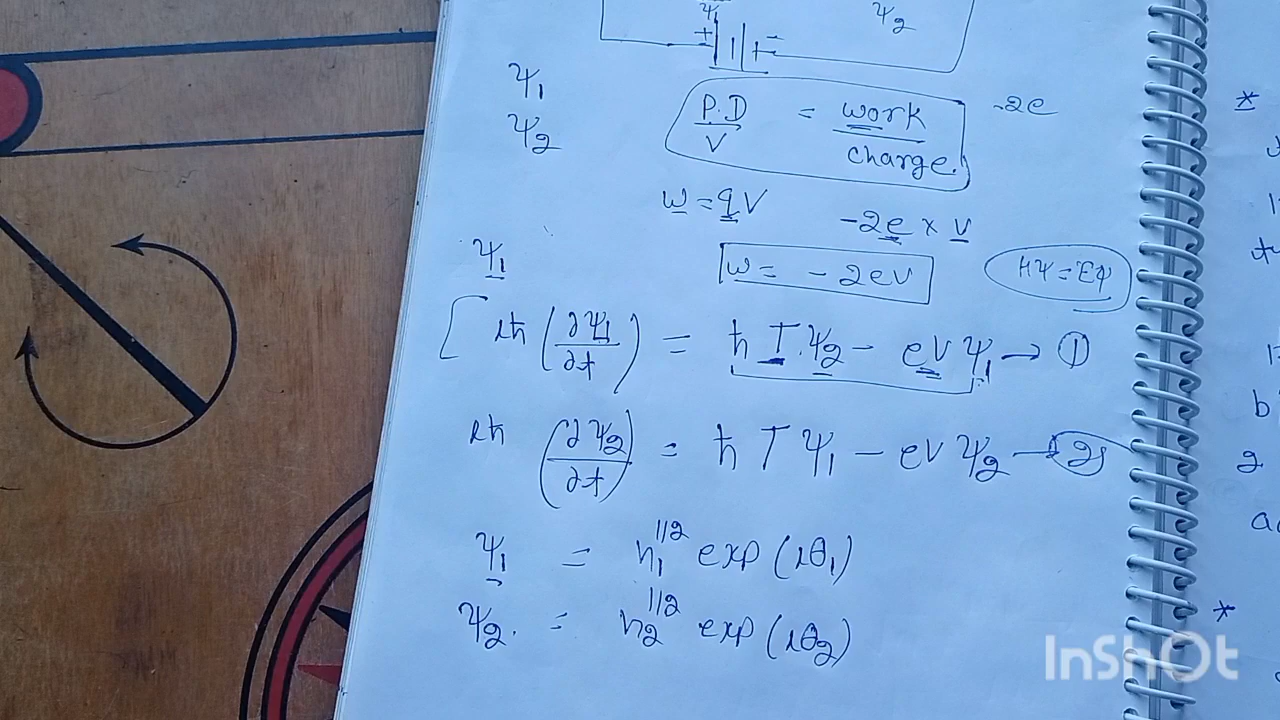 ψ₁ ψ₂
+ + -
ψ₁
ψ₂
P.D / V = work / charge. -2e
w = qV
-2e × V
w = -2eV
ψ₁
Hψ = Eψ
iħ (∂ψ₁/∂t) = ħ T.ψ₂ - eV ψ₁ → ①
iħ (∂ψ₂/∂t) = ħ T ψ₁ - eV ψ₂ → ②
ψ₁ = n₁^1/2 exp (iθ₁)
ψ₂. = n₂^1/2 exp (iθ₂)
*
*
InShOt